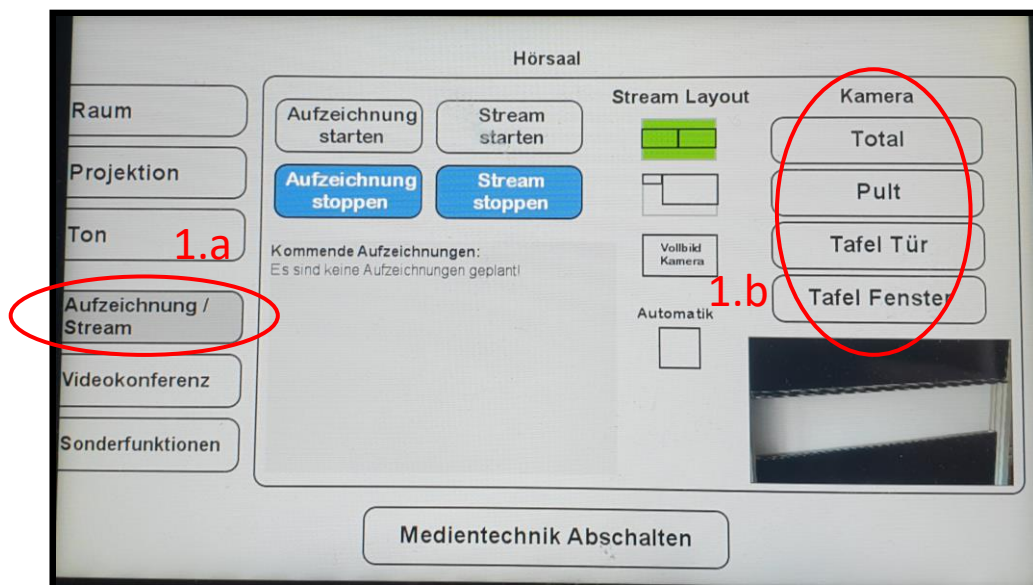 Hörsaal
Raum
Projektion
Ton
1.a
Aufzeichnung /
Stream
Videokonferenz
Sonderfunktionen
Aufzeichnung
starten
Stream
starten
Aufzeichnung
stoppen
Stream
stoppen
Kommende Aufzeichnungen:
Es sind keine Aufzeichnungen geplant!
Stream Layout
Vollbild
Kamera
Automatik
1.b
Kamera
Total
Pult
Tafel Tür
Tafel Fenster
Medientechnik Abschalten